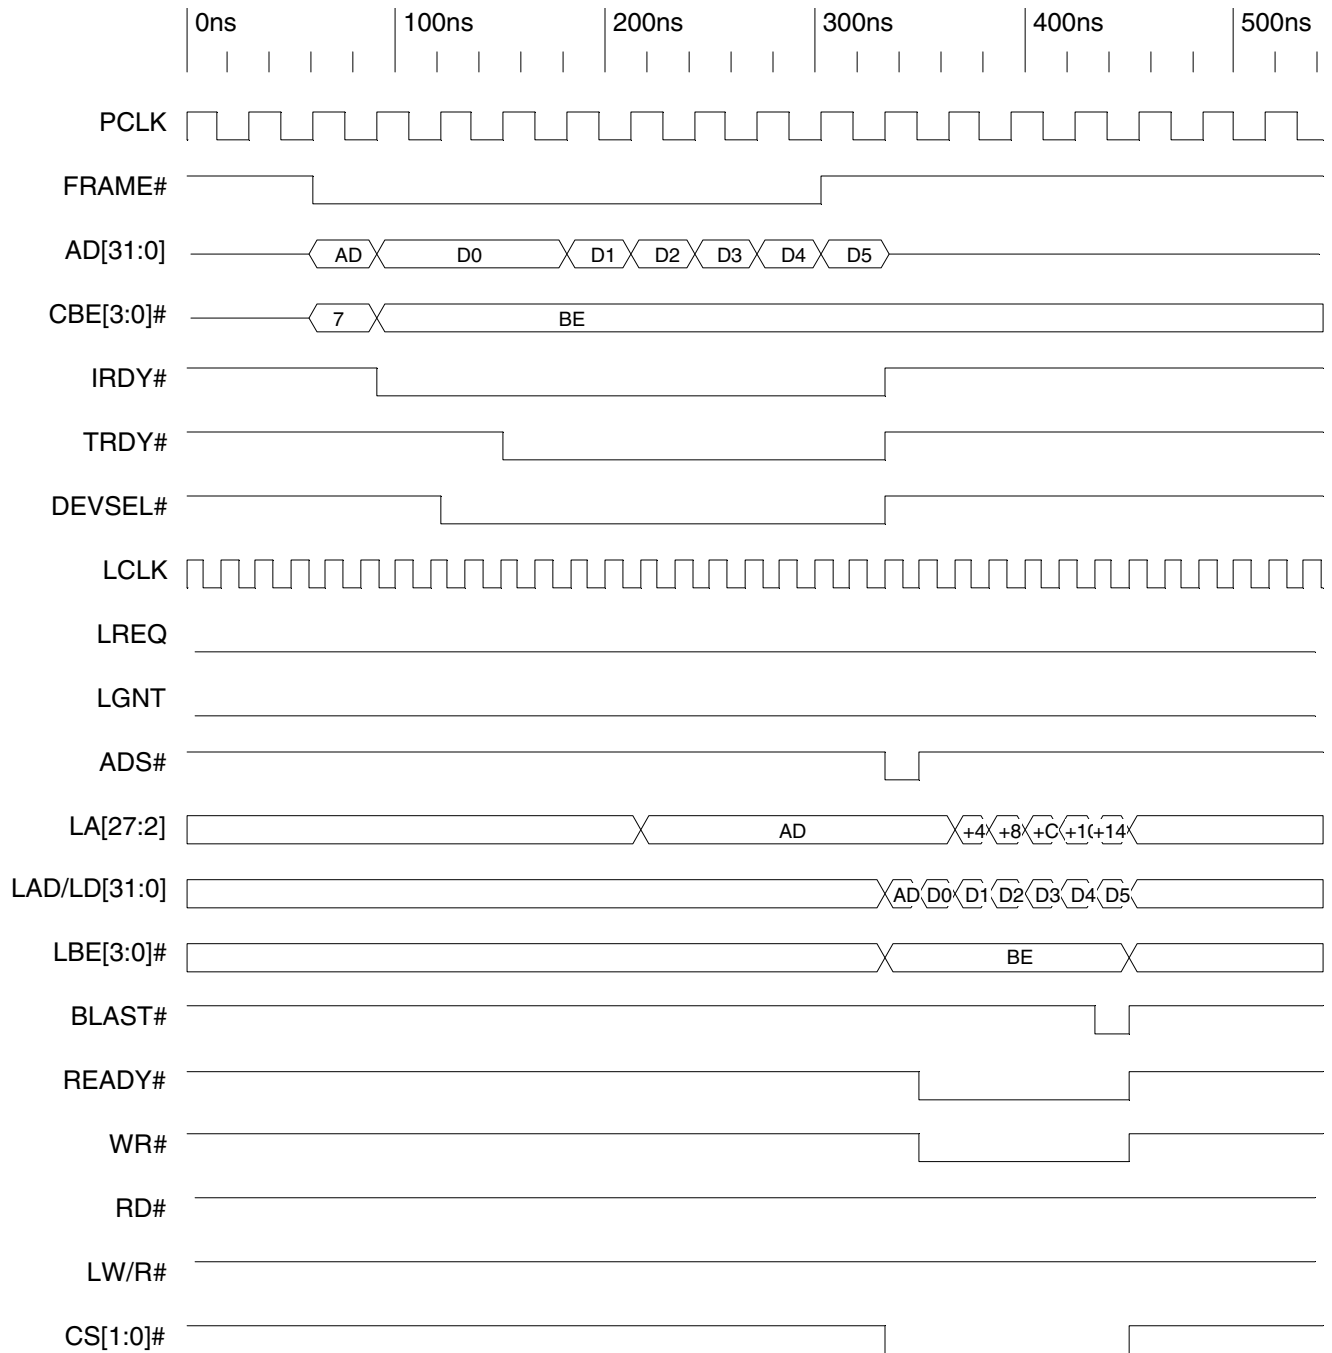 0ns 100ns 200ns 300ns 400ns 500ns
PCLK
FRAME#
AD[31:0] AD D0 D1 D2 D3 D4 D5
CBE[3:0]# 7 BE
IRDY#
TRDY#
DEVSEL#
LCLK
LREQ
LGNT
ADS#
LA[27:2] AD +4 +8 +C +10 +14
LAD/LD[31:0] AD D0 D1 D2 D3 D4 D5
LBE[3:0]# BE
BLAST#
READY#
WR#
RD#
LW/R#
CS[1:0]#